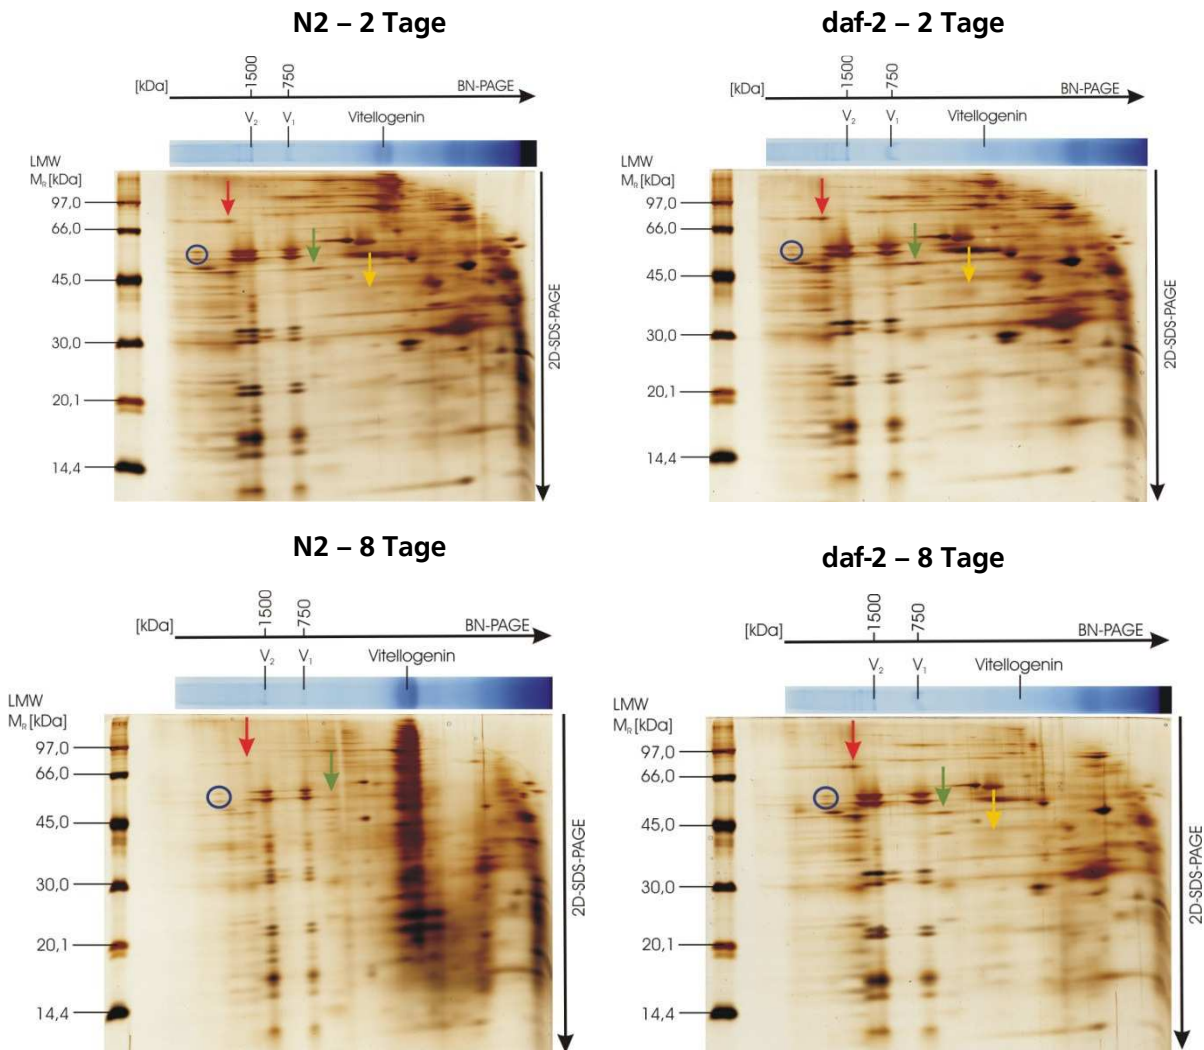 N2 – 2 Tage
[kDa]
1500
750
BN-PAGE
V2
V1
Vitellogenin
LMW
MR [kDa]
97,0
66,0
45,0
30,0
20,1
14,4
2D-SDS-PAGE
daf-2 – 2 Tage
[kDa]
1500
750
BN-PAGE
V2
V1
Vitellogenin
LMW
MR [kDa]
97,0
66,0
45,0
30,0
20,1
14,4
2D-SDS-PAGE
N2 – 8 Tage
[kDa]
1500
750
BN-PAGE
V2
V1
Vitellogenin
LMW
MR [kDa]
97,0
66,0
45,0
30,0
20,1
14,4
2D-SDS-PAGE
daf-2 – 8 Tage
[kDa]
1500
750
BN-PAGE
V2
V1
Vitellogenin
LMW
MR [kDa]
97,0
66,0
45,0
30,0
20,1
14,4
2D-SDS-PAGE